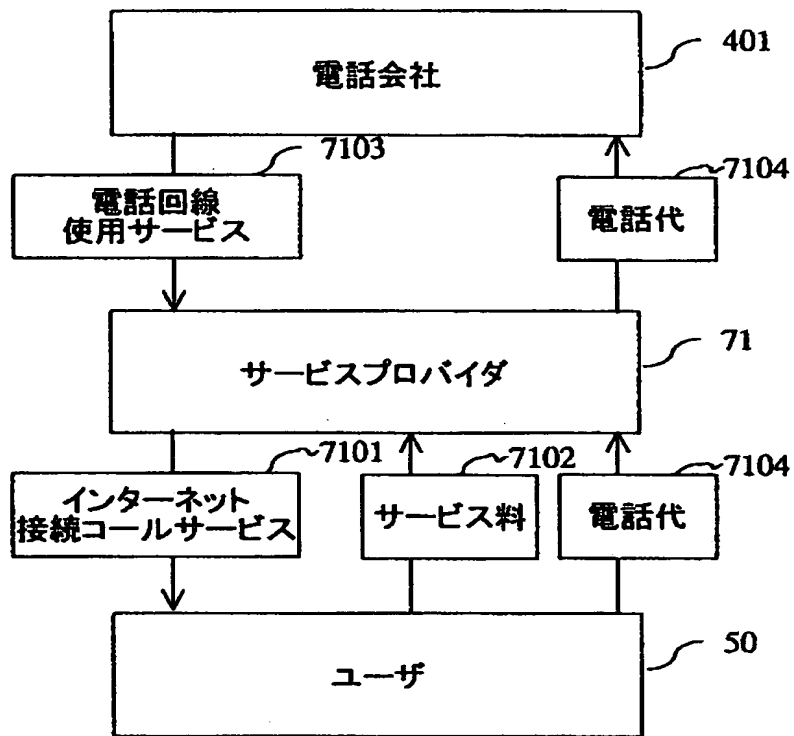 電話会社
401
7103
電話回線
使用サービス
7104
電話代
サービスプロバイダ
71
7101
インターネット
接続コールサービス
7102
サービス料
7104
電話代
ユーザ
50